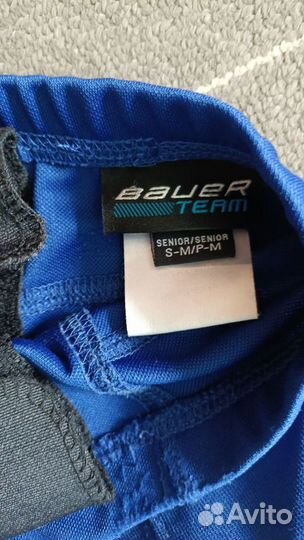 BAUER
TEAM
SENIOR/SENIOR
S-M/P-M
Avito